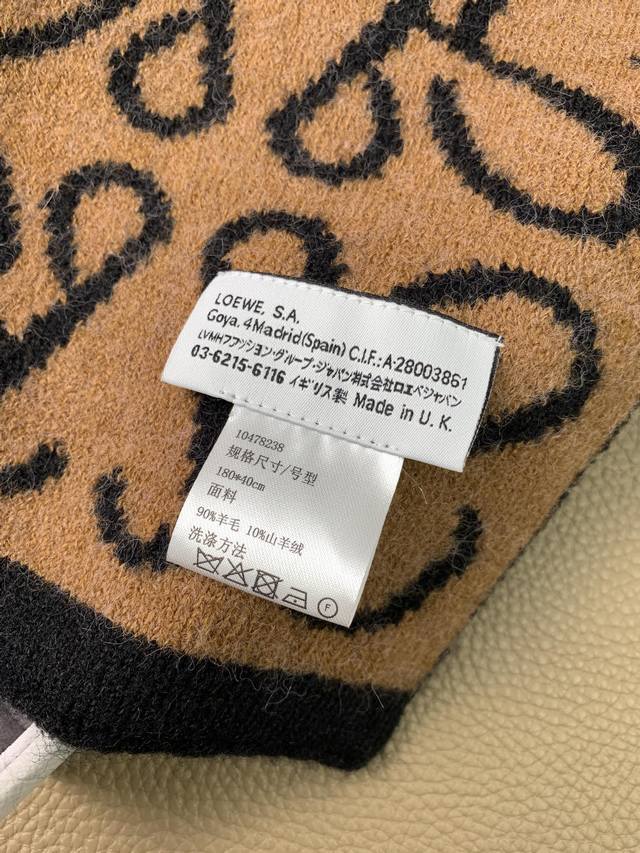 LOEWE, S.A.
Goya, 4 Madrid(Spain) C.I.F.:A-28003861
LVMHファッション・グループ・ジャパン株式会社ロエベジャパン
03-6215-6116 イギリス製 Made in U. K.
10478238
规格尺寸/号型
180*40cm
面料
90%羊毛 10%山羊绒
洗涤方法
F